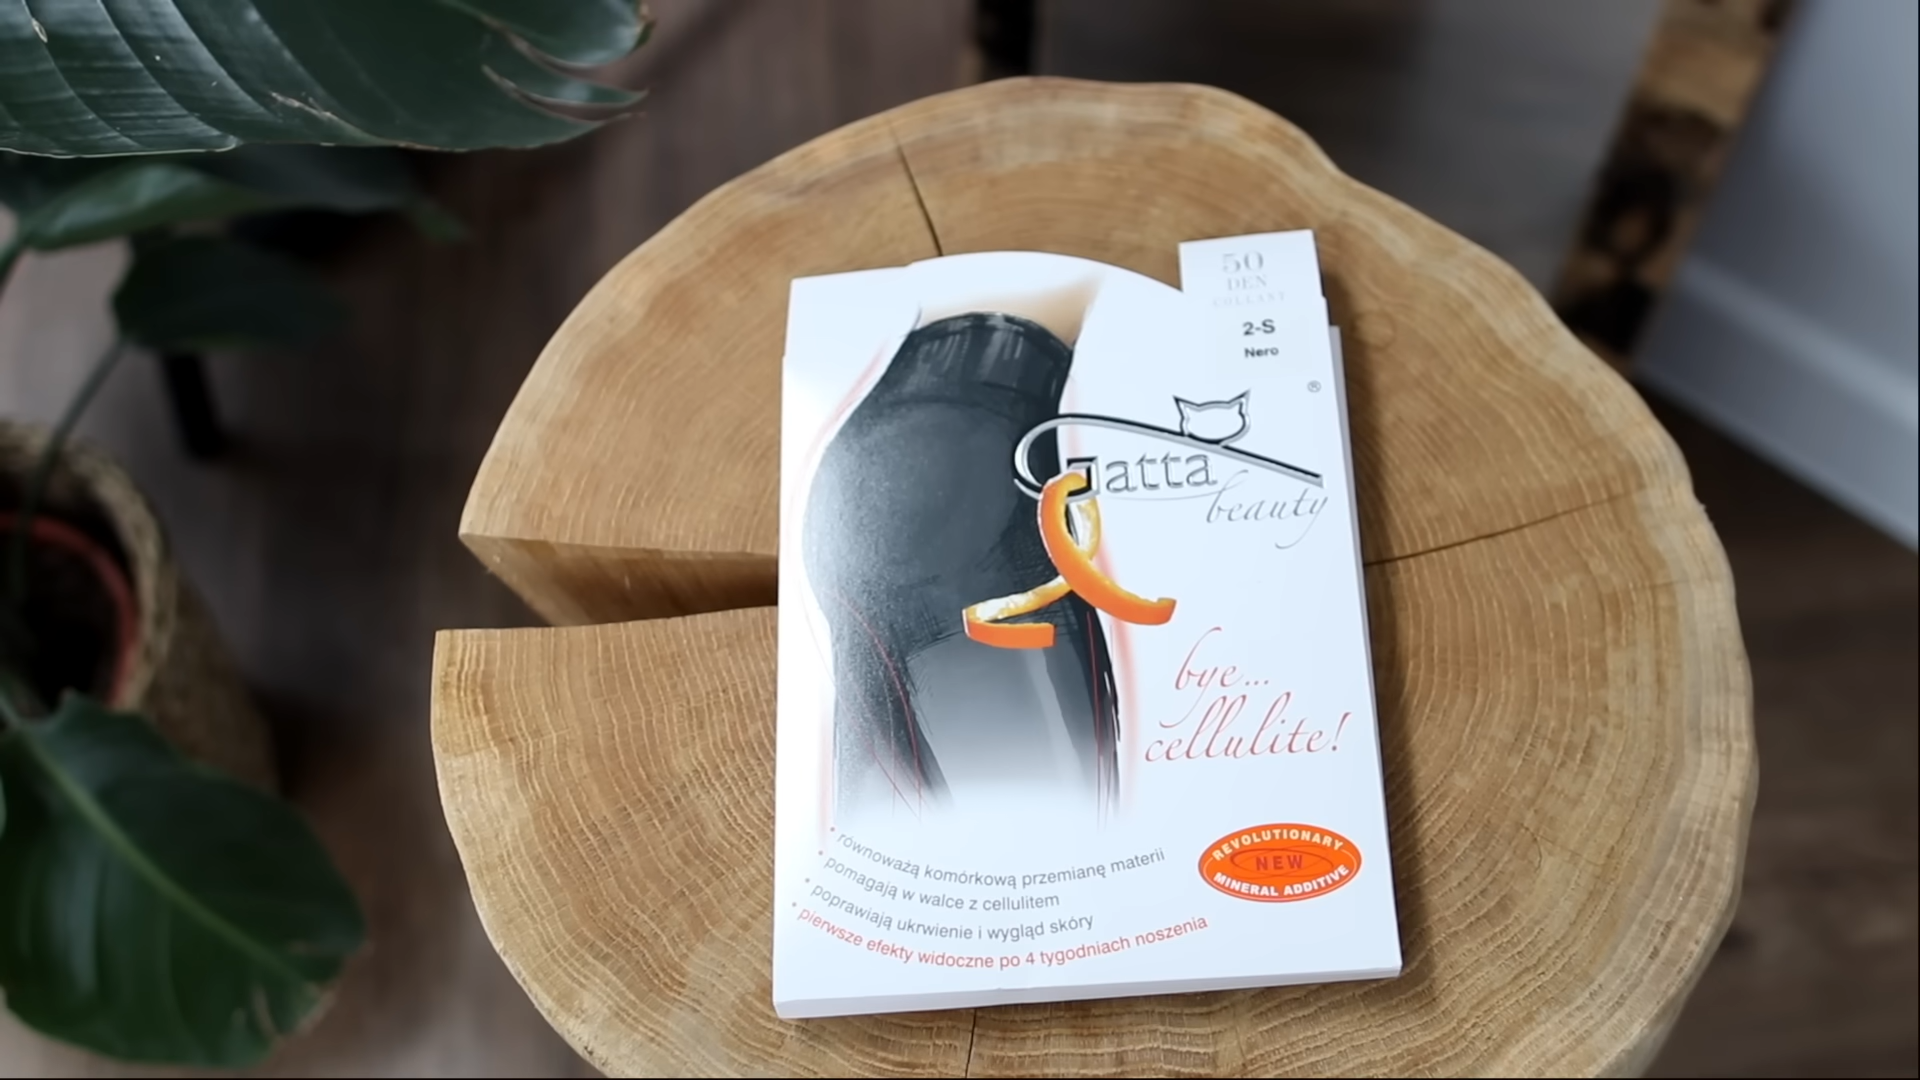 50
DEN
COLLANT
2-S
Nero
®
Gatta
beauty
bye...
cellulite!
REVOLUTIONARY
NEW
MINERAL ADDITIVE
• równoważą komórkową przemianę materii
• pomagają w walce z cellulitem
• poprawiają ukrwienie i wygląd skóry
• pierwsze efekty widoczne po 4 tygodniach noszenia